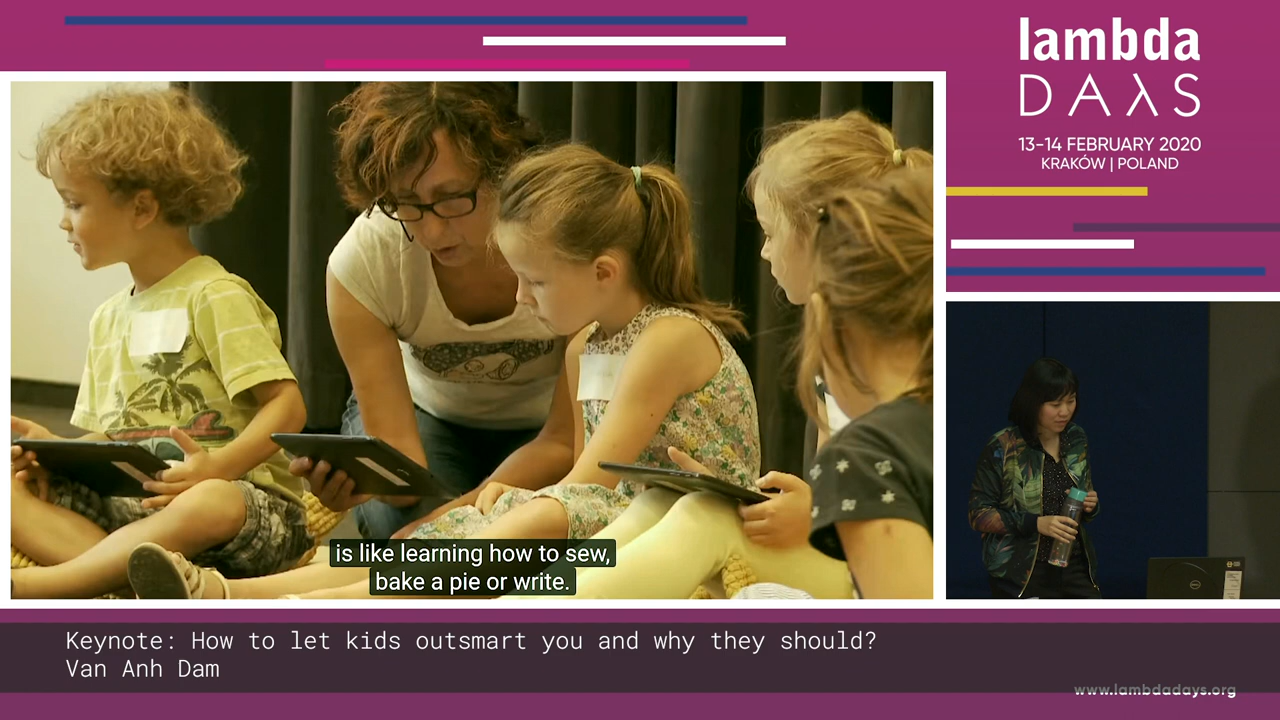 lambda
DAλS
13-14 FEBRUARY 2020
KRAKÓW | POLAND
is like learning how to sew,
bake a pie or write.
Keynote: How to let kids outsmart you and why they should?
Van Anh Dam
www.lambdadays.org